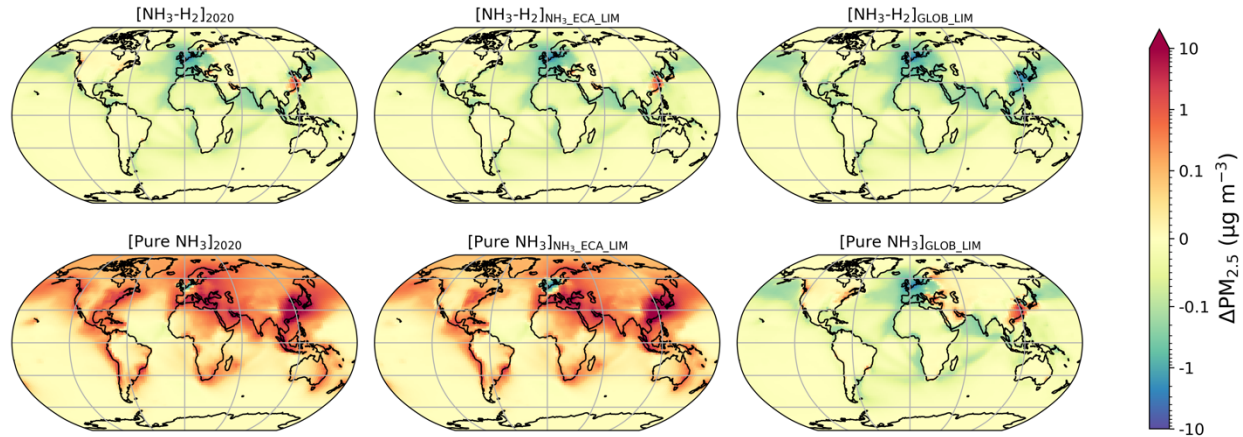 [NH₃-H₂]₂₀₂₀
[NH₃-H₂]NH₃_ECA_LIM
[NH₃-H₂]GLOB_LIM
[Pure NH₃]₂₀₂₀
[Pure NH₃]NH₃_ECA_LIM
[Pure NH₃]GLOB_LIM
10
1
0.1
0
-0.1
-1
-10
ΔPM₂.₅ (μg m⁻³)